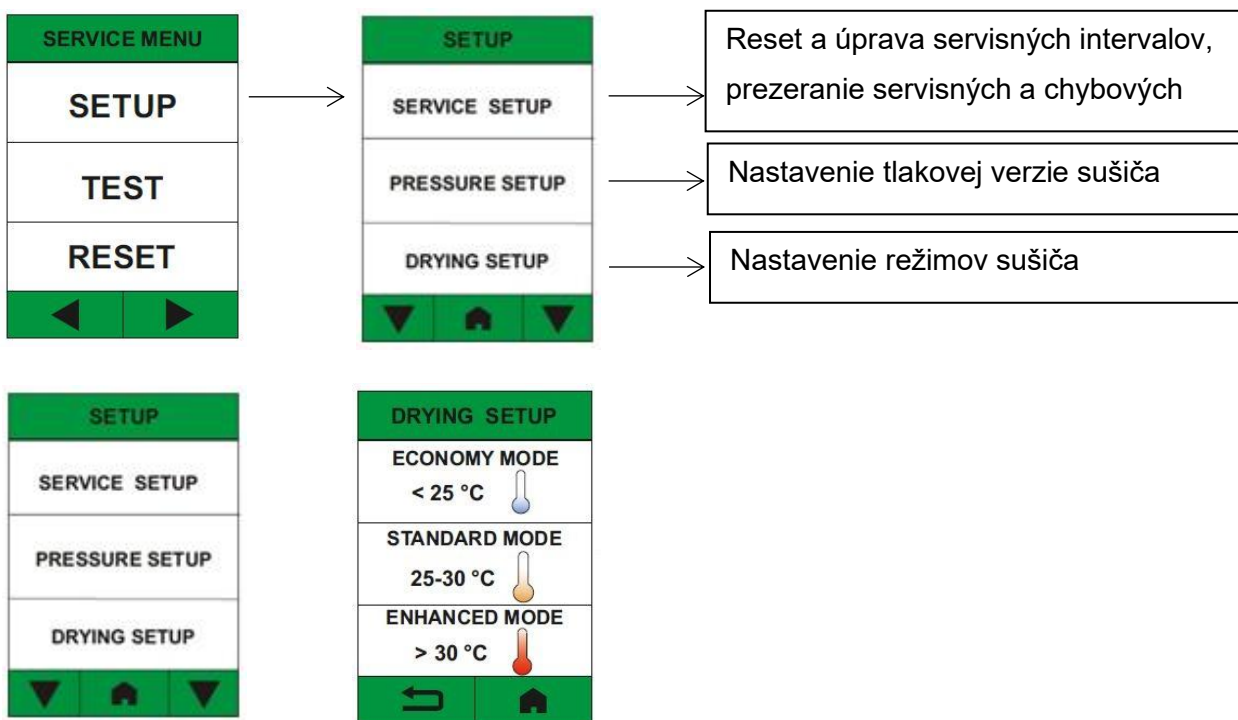 SERVICE MENU
SETUP
TEST
RESET
SETUP
SERVICE SETUP
PRESSURE SETUP
DRYING SETUP
Reset a úprava servisných intervalov,
prezeranie servisných a chybových
Nastavenie tlakovej verzie sušiča
Nastavenie režimov sušiča
SETUP
SERVICE SETUP
PRESSURE SETUP
DRYING SETUP
DRYING SETUP
ECONOMY MODE
< 25 °C
STANDARD MODE
25-30 °C
ENHANCED MODE
> 30 °C